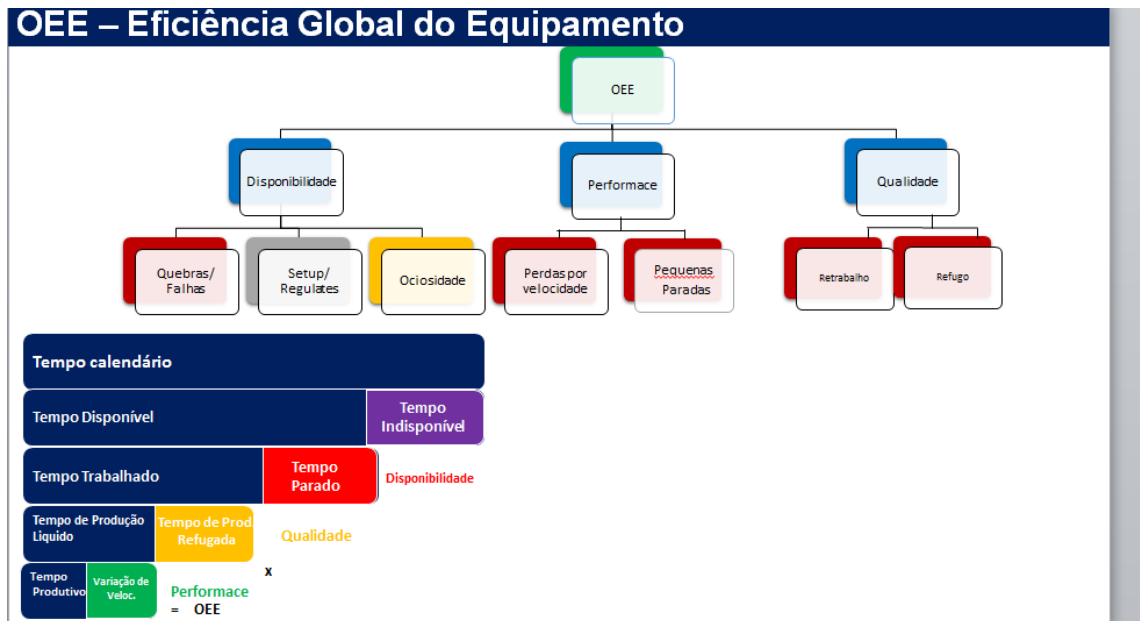 OEE – Eficiência Global do Equipamento
OEE
Disponibilidade
Performace
Qualidade
Quebras/
Falhas
Setup/
Regulates
Ociosidade
Perdas por
velocidade
Pequenas
Paradas
Retrabalho
Refugo
Tempo calendário
Tempo Disponível
Tempo
Indisponível
Tempo Trabalhado
Tempo
Parado
Disponibilidade
Tempo de Produção
Liquido
Tempo de Prod.
Refugada
Qualidade
x
Tempo
Produtivo
Variação de
Veloc.
Performace
= OEE